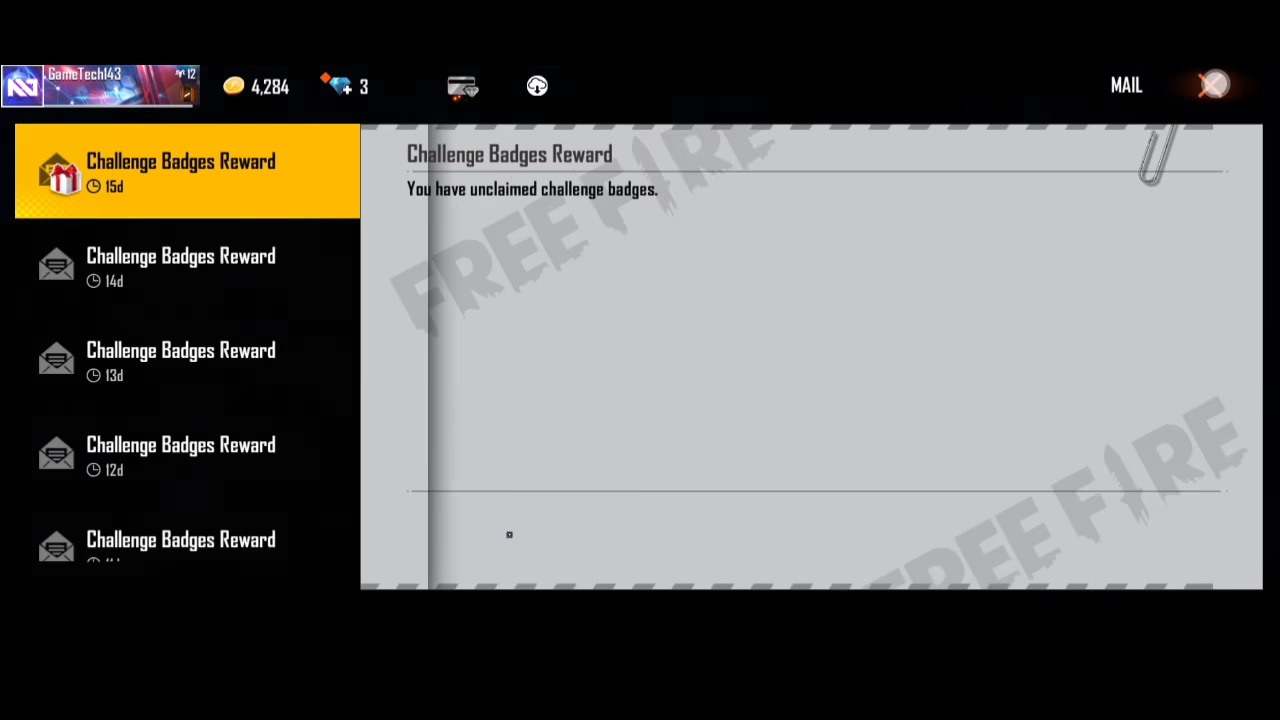 GameTech143
12
4,284
3
MAIL
Challenge Badges Reward
15d
Challenge Badges Reward
14d
Challenge Badges Reward
13d
Challenge Badges Reward
12d
Challenge Badges Reward
Challenge Badges Reward
You have unclaimed challenge badges.
FREE FIRE
FREE FIRE